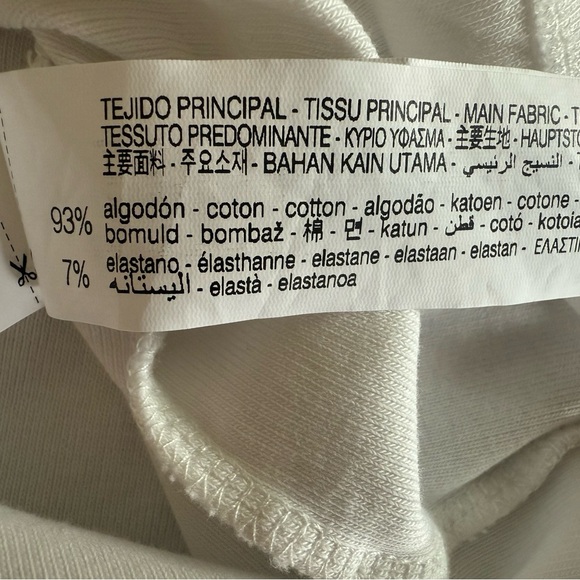 TEJIDO PRINCIPAL - TISSU PRINCIPAL - MAIN FABRIC - T
TESSUTO PREDOMINANTE - ΚΥΡΙΟ ΥΦΑΣΜΑ - 主要生地 - HAUPTSTO
主要面料 - 주요소재 - BAHAN KAIN UTAMA - النسيج الرئيسي -
93% algodón - coton - cotton - algodão - katoen - cotone -
bomuld - bombaž - 棉 - 면 - katun - قطن - cotó - kotoia
7% elastano - élasthanne - elastane - elastaan - elastan - ΕΛΑΣΤΙ
اليستانه - elastà - elastanoa